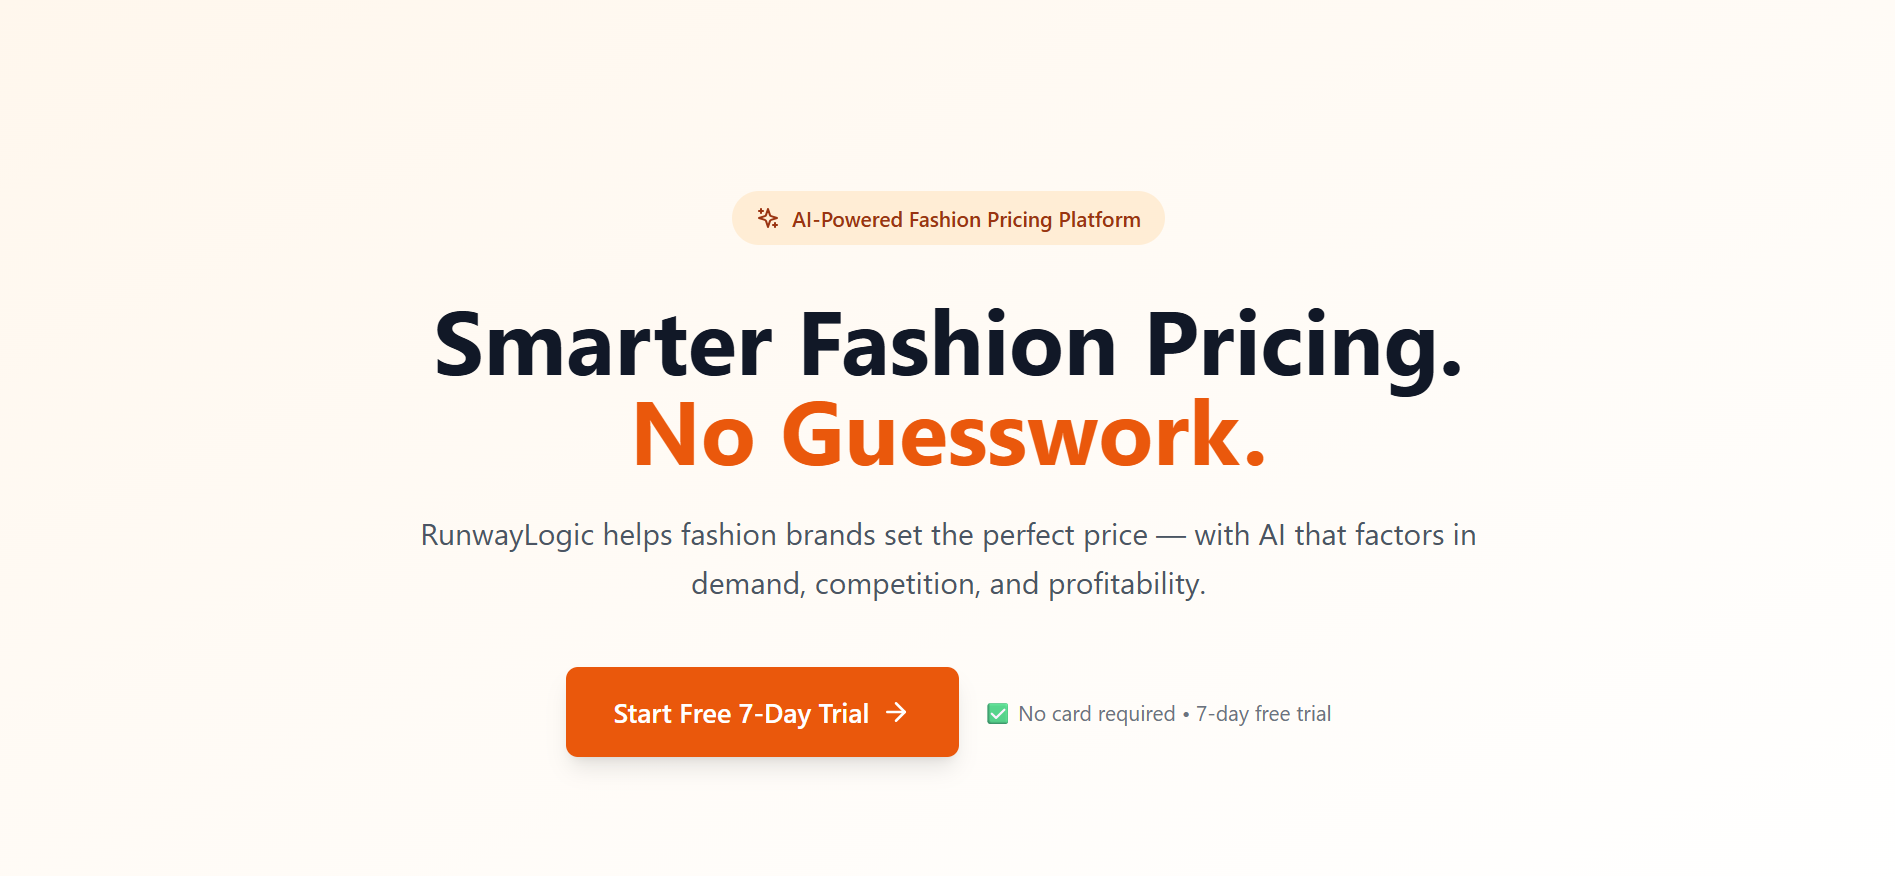 AI-Powered Fashion Pricing Platform
Smarter Fashion Pricing.
No Guesswork.
RunwayLogic helps fashion brands set the perfect price — with AI that factors in
demand, competition, and profitability.
Start Free 7-Day Trial →
✅ No card required • 7-day free trial